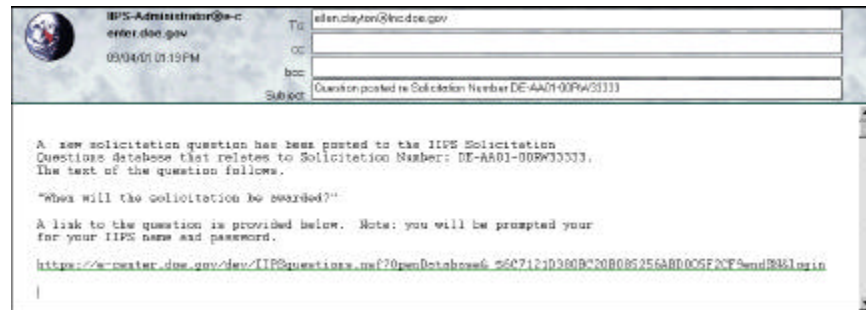 IIPS-Administrator@e-c
enter.doe.gov
09/04/01 01:19 PM
To: ellen.clayton@lnc.doe.gov
cc:
bcc:
Subject: Question posted re Solicitation Number DE-AA01-00RW33333
A new solicitation question has been posted to the IIPS Solicitation
Questions database that relates to Solicitation Number: DE-AA01-00RW33333.
The text of the question follows.
"When will the solicitation be awarded?"
A link to the question is provided below. Note: you will be prompted your
for your IIPS name and password.